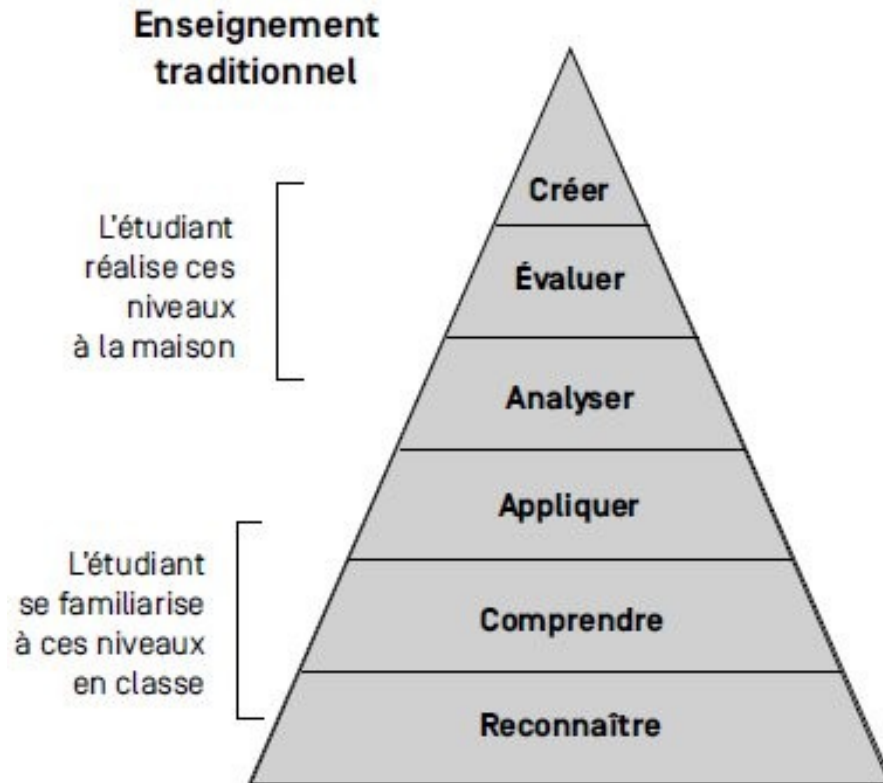 Enseignement
traditionnel
L'étudiant
réalise ces
niveaux
à la maison
L'étudiant
se familiarise
à ces niveaux
en classe
Créer
Évaluer
Analyser
Appliquer
Comprendre
Reconnaître